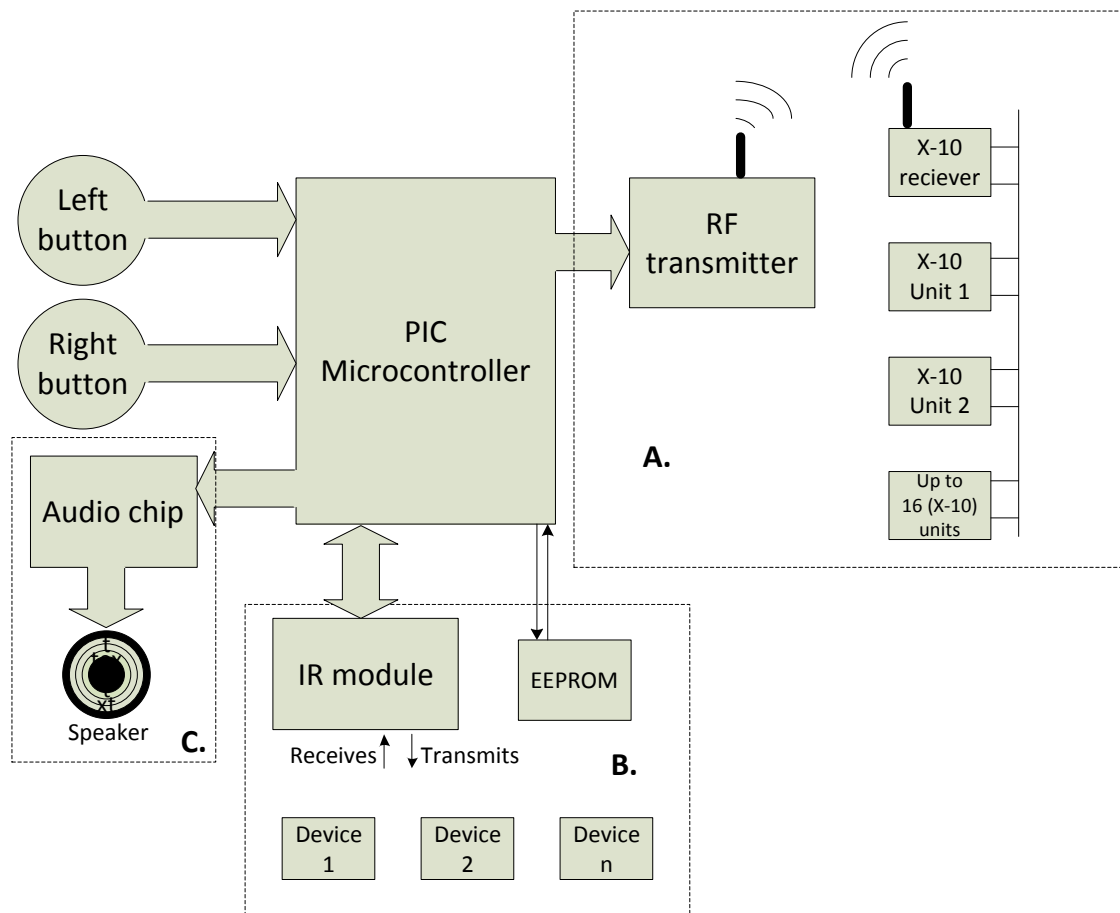 Left
button
Right
button
PIC
Microcontroller
RF
transmitter
X-10
reciever
X-10
Unit 1
X-10
Unit 2
Up to
16 (X-10)
units
A.
Audio chip
Speaker
C.
IR module
EEPROM
Receives
Transmits
B.
Device
1
Device
2
Device
n